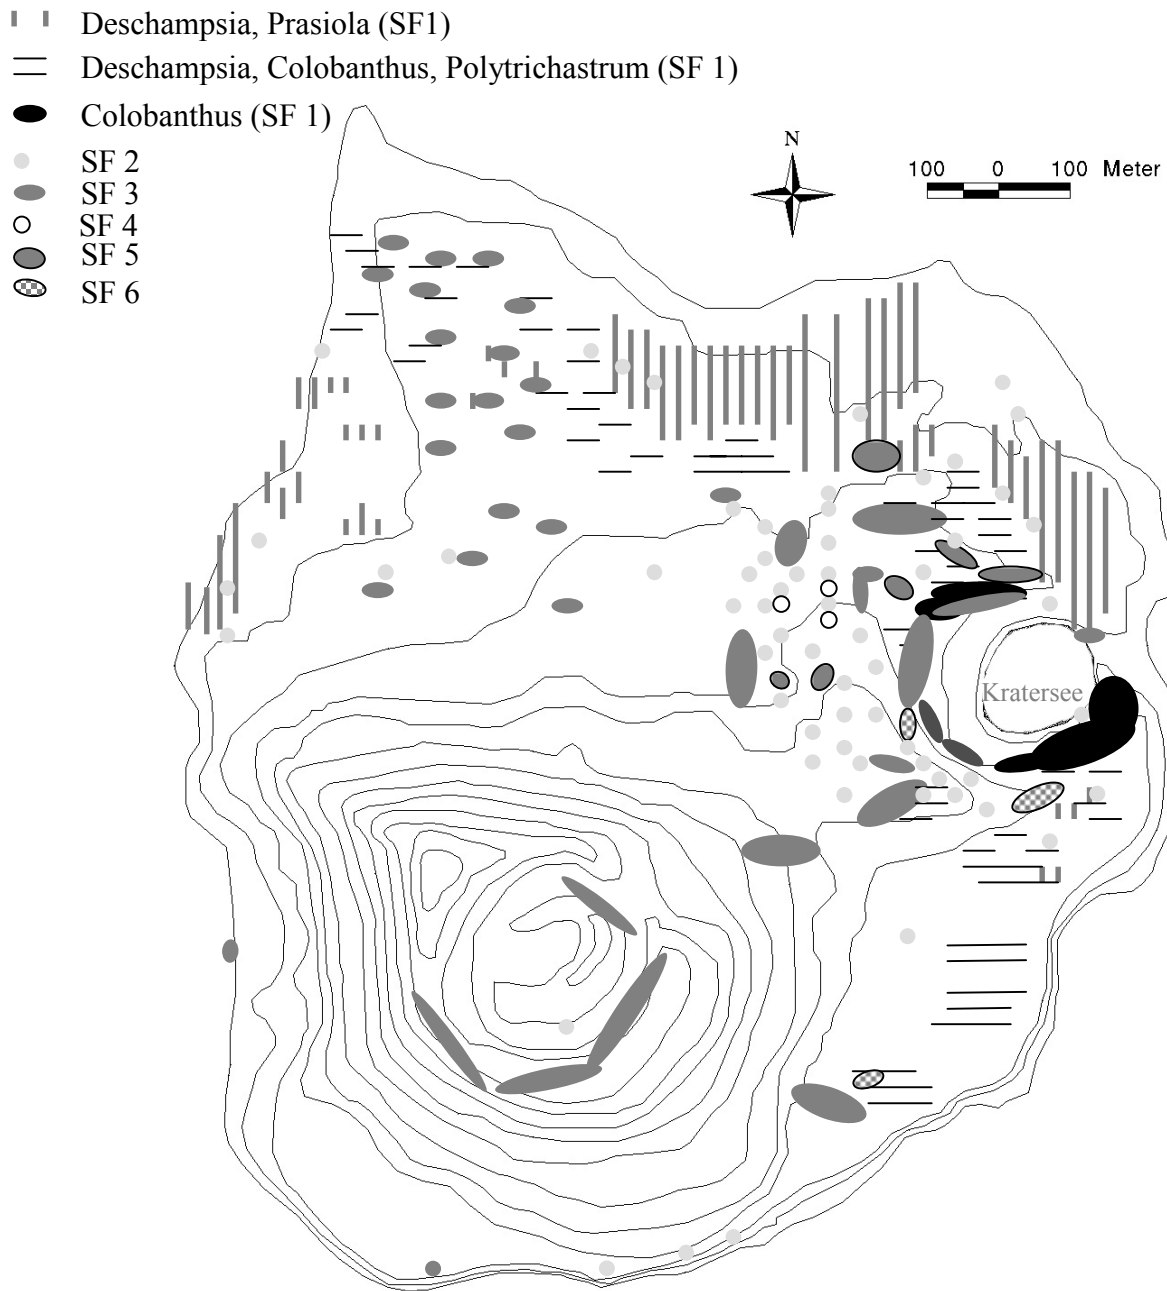 Deschampsia, Prasiola (SF1)
Deschampsia, Colobanthus, Polytrichastrum (SF 1)
Colobanthus (SF 1)
SF 2
SF 3
SF 4
SF 5
SF 6
N
100 0 100 Meter
Kratersee